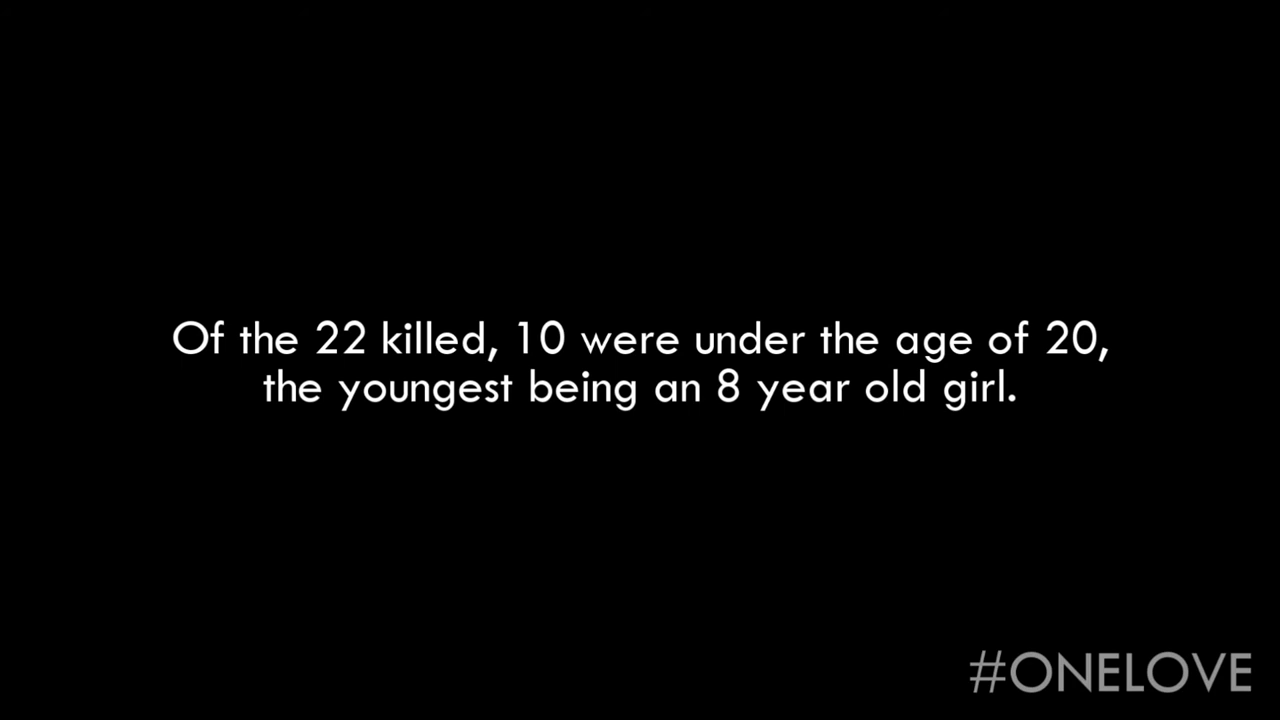 Of the 22 killed, 10 were under the age of 20,
the youngest being an 8 year old girl.
#ONELOVE